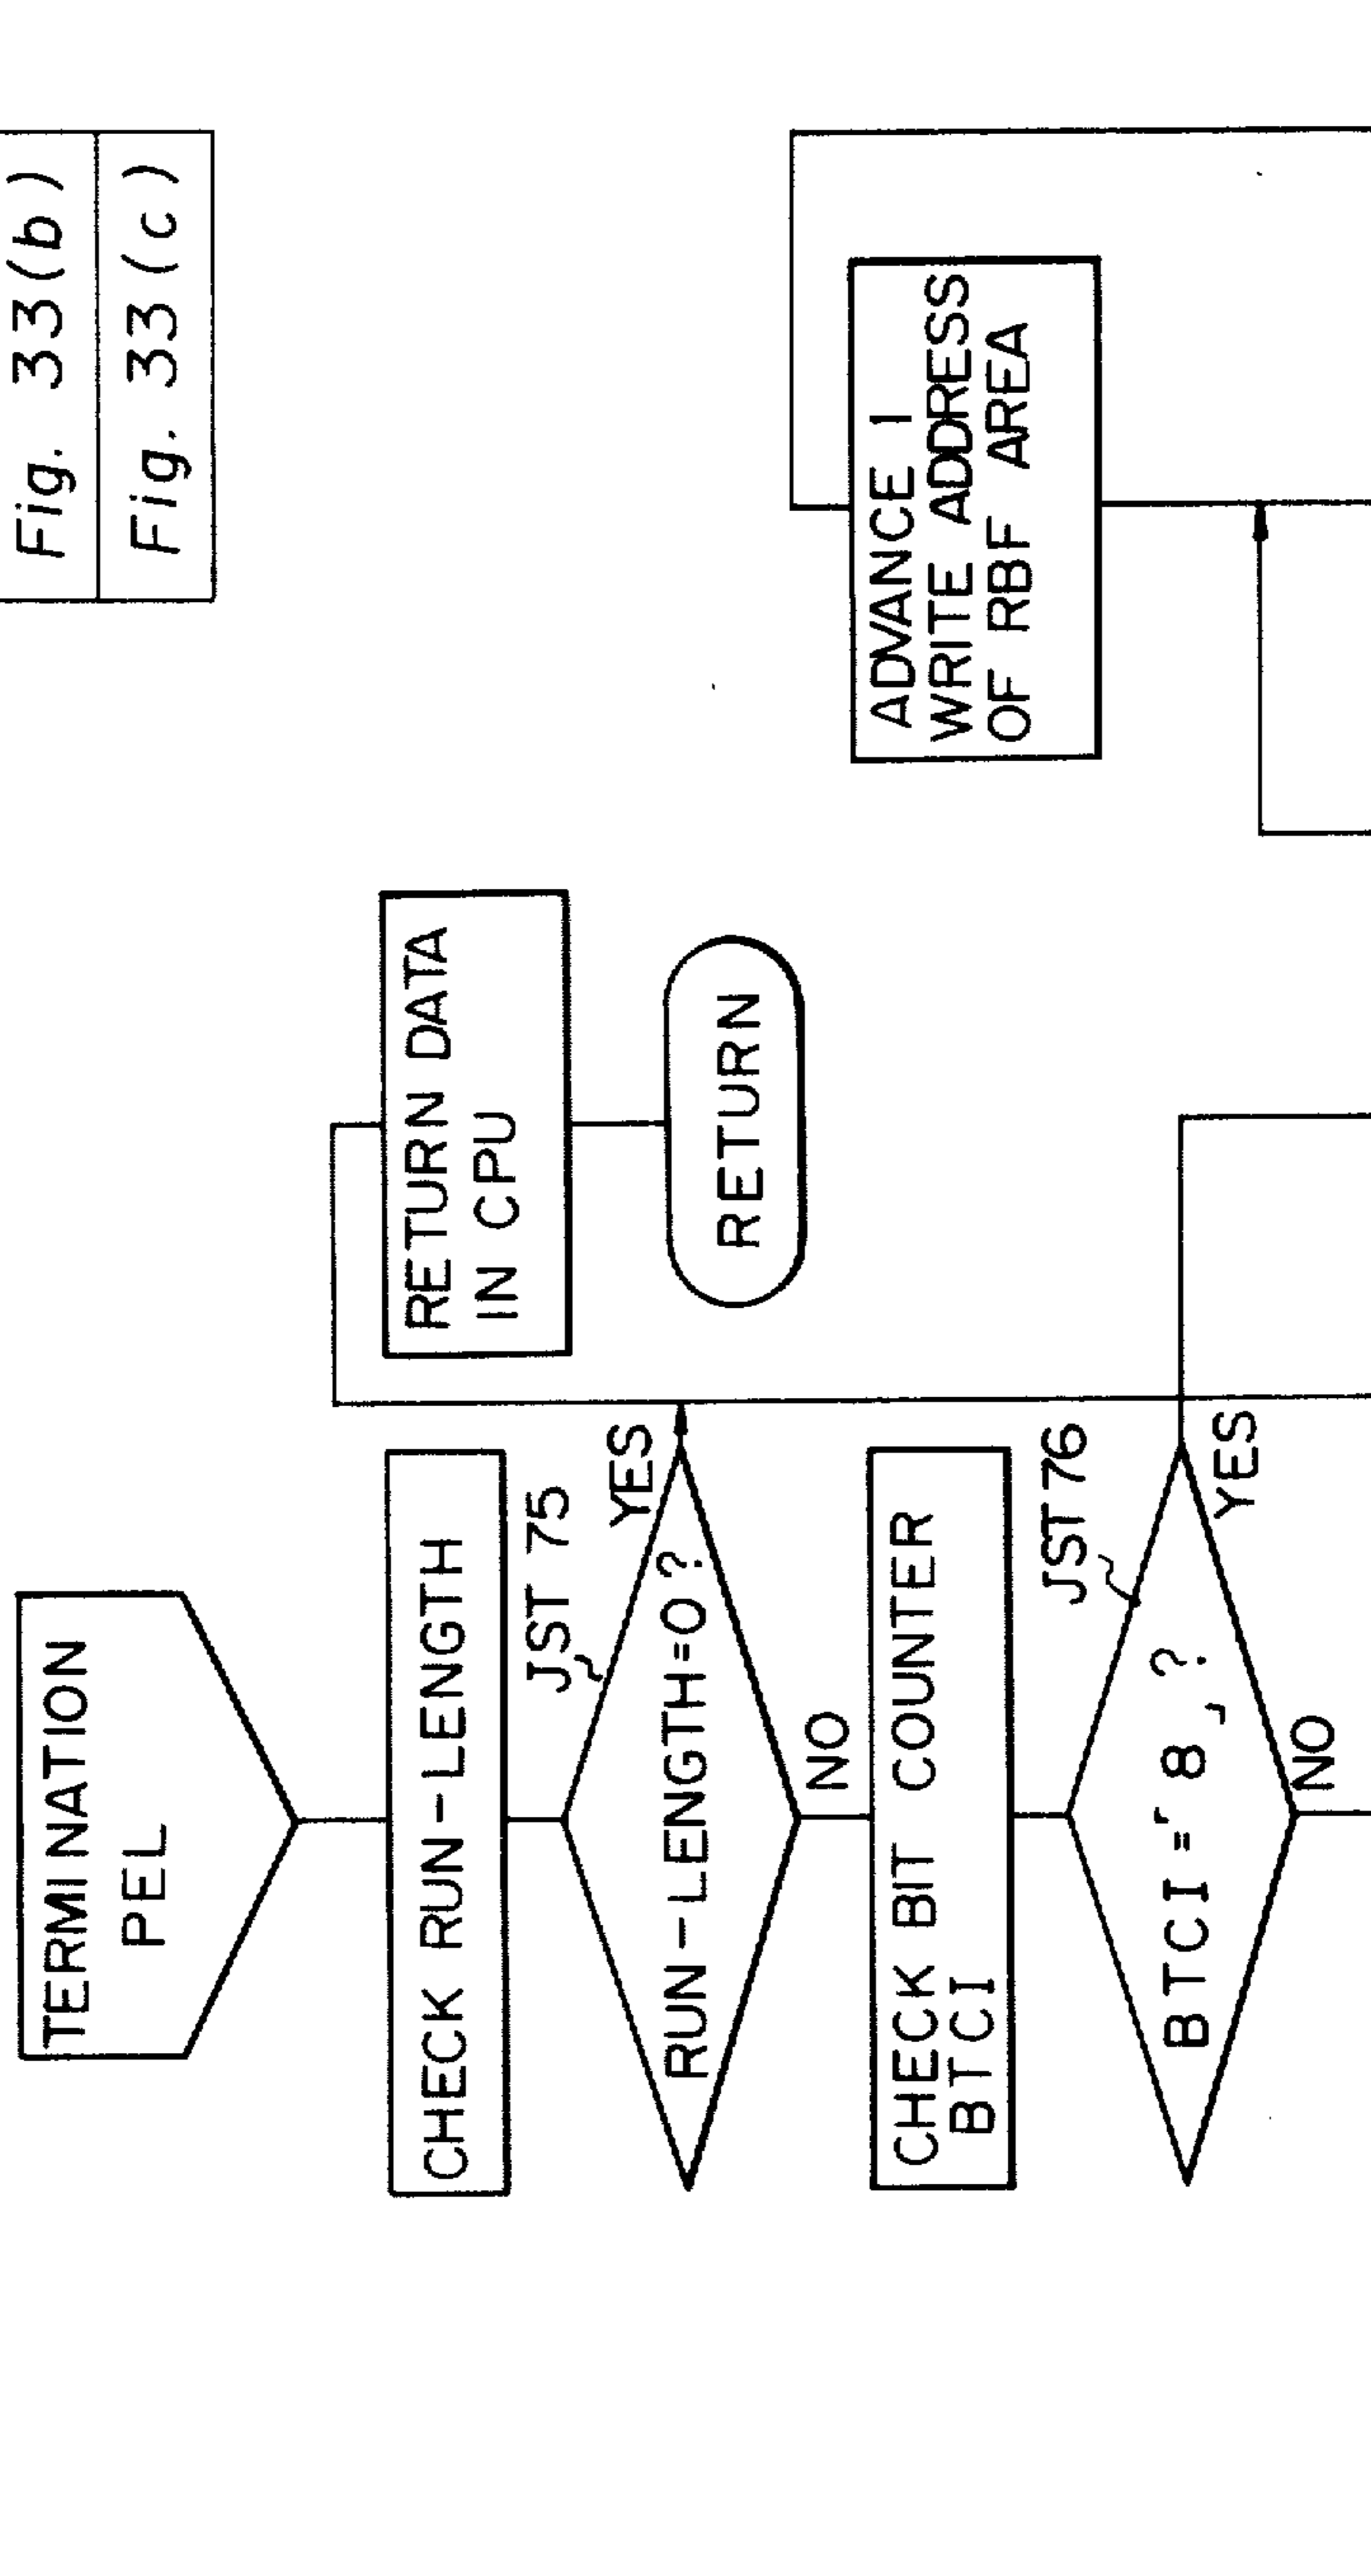 Fig. 33(b)
Fig. 33(c)
TERMINATION
PEL
CHECK RUN-LENGTH
JST 75
RUN-LENGTH=0?
YES
NO
RETURN DATA
IN CPU
RETURN
CHECK BIT COUNTER
BTCI
JST 76
BTCI=「8」?
YES
NO
ADVANCE 1
WRITE ADDRESS
OF RBF AREA